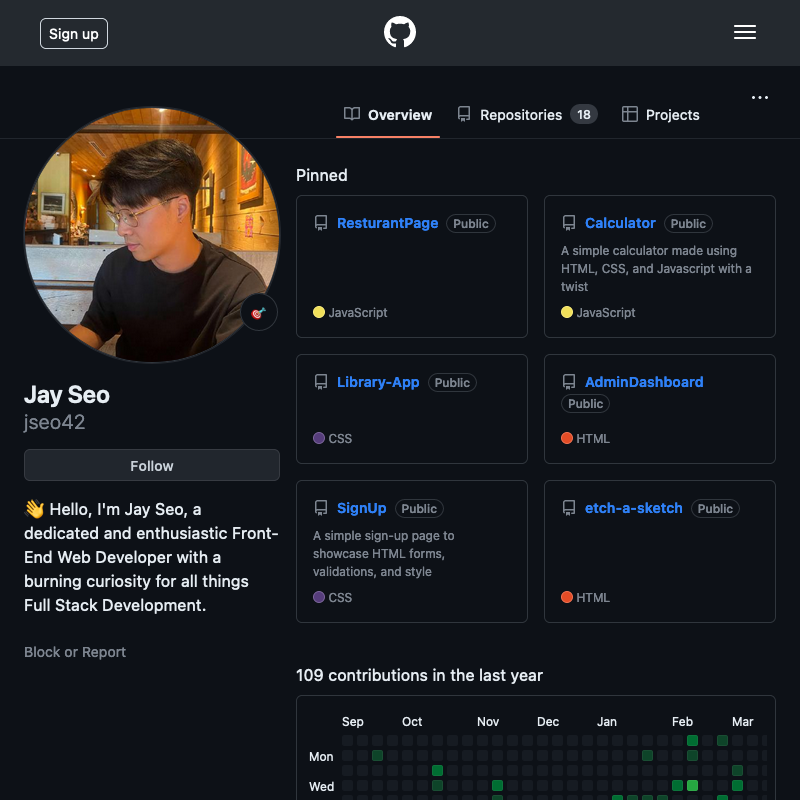 Sign up
Overview
Repositories 18
Projects
Jay Seo
jseo42
Follow
👋 Hello, I'm Jay Seo, a
dedicated and enthusiastic Front-
End Web Developer with a
burning curiosity for all things
Full Stack Development.
Block or Report
Pinned
ResturantPage Public
JavaScript
Calculator Public
A simple calculator made using
HTML, CSS, and Javascript with a
twist
JavaScript
Library-App Public
CSS
AdminDashboard
Public
HTML
SignUp Public
A simple sign-up page to
showcase HTML forms,
validations, and style
CSS
etch-a-sketch Public
HTML
109 contributions in the last year
Sep Oct Nov Dec Jan Feb Mar
Mon
Wed